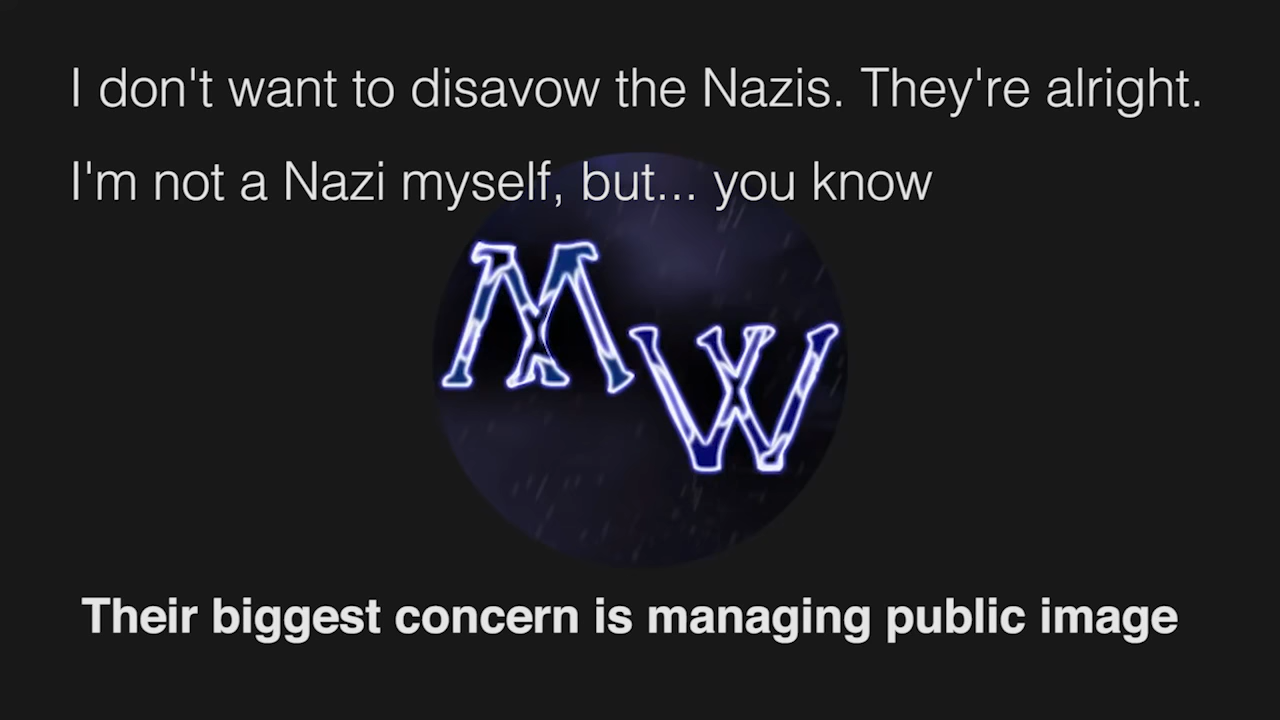 I don't want to disavow the Nazis. They're alright.
I'm not a Nazi myself, but... you know
MW
Their biggest concern is managing public image